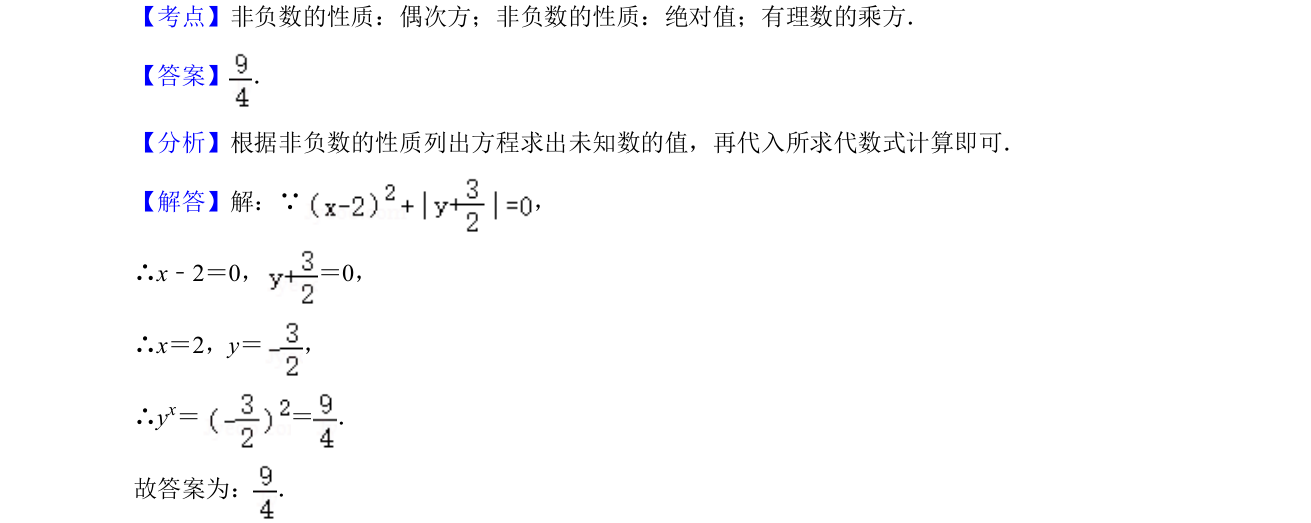 【考点】非负数的性质：偶次方；非负数的性质：绝对值；有理数的乘方．
【答案】9/4．
【分析】根据非负数的性质列出方程求出未知数的值，再代入所求代数式计算即可．
【解答】解：∵(x-2)²+|y+3/2|=0，
∴x﹣2＝0，y+3/2＝0，
∴x＝2，y＝-3/2，
∴yˣ＝(-3/2)²＝9/4．
故答案为：9/4．